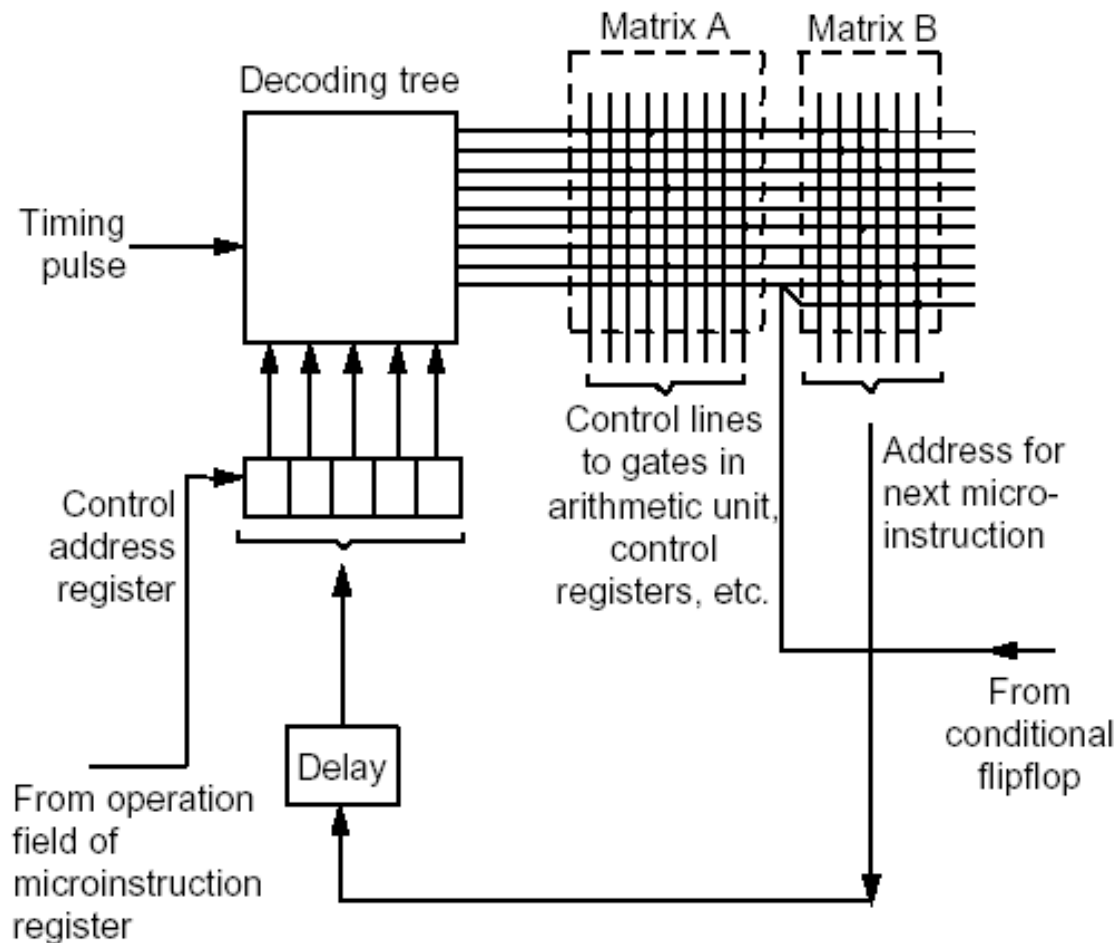 Matrix A
Matrix B
Decoding tree
Timing
pulse
Control lines
to gates in
arithmetic unit,
control
registers, etc.
Address for
next micro-
instruction
Control
address
register
From
conditional
flipflop
Delay
From operation
field of
microinstruction
register